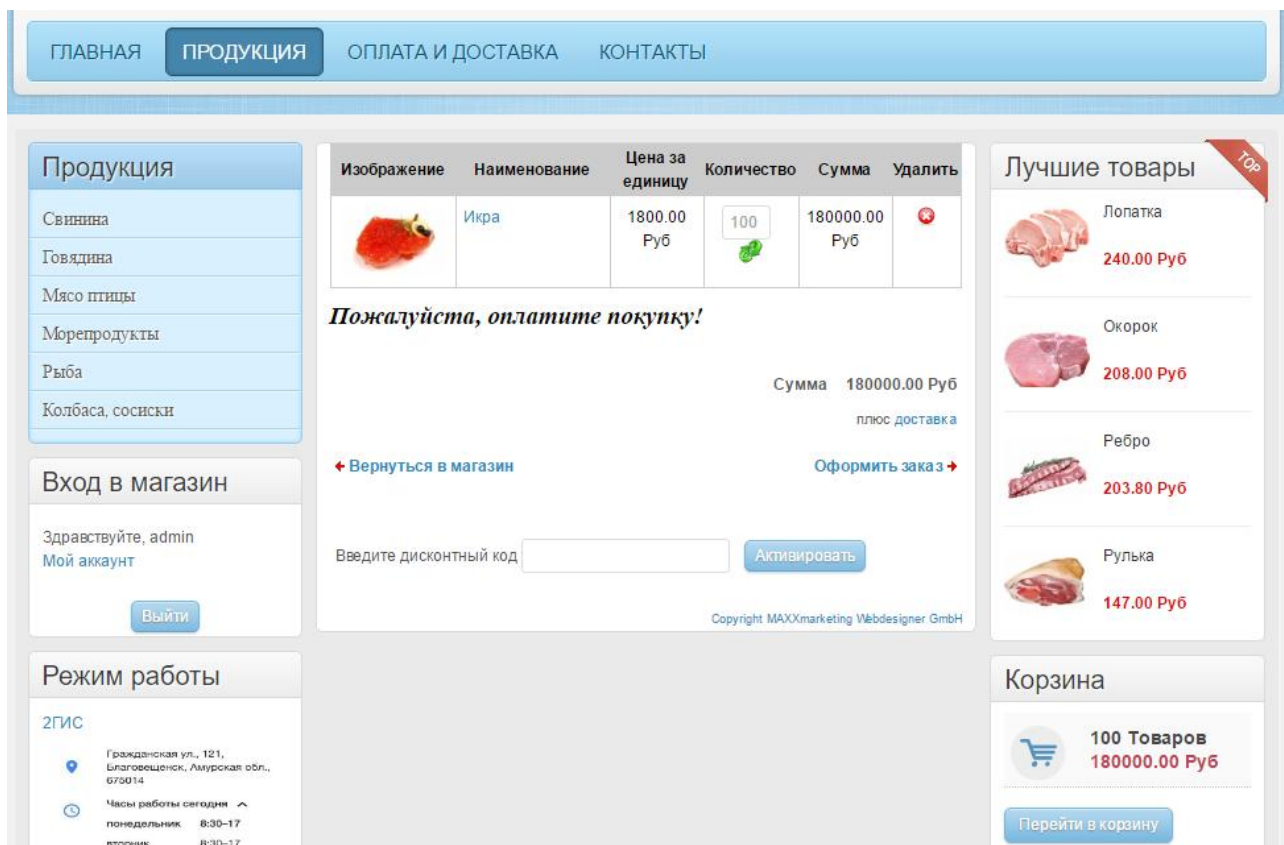 ГЛАВНАЯ ПРОДУКЦИЯ ОПЛАТА И ДОСТАВКА КОНТАКТЫ
Продукция
Свинина
Говядина
Мясо птицы
Морепродукты
Рыба
Колбаса, сосиски
Вход в магазин
Здравствуйте, admin
Мой аккаунт
Выйти
Режим работы
2ГИС
Гражданская ул., 121,
Благовещенск, Амурская обл.,
675014
Часы работы сегодня
понедельник 8:30–17
вторник 8:30–17
Изображение Наименование Цена за единицу Количество Сумма Удалить
Икра 1800.00 Руб 100 180000.00 Руб
Пожалуйста, оплатите покупку!
Сумма 180000.00 Руб
плюс доставка
Вернуться в магазин Оформить заказ
Введите дисконтный код Активировать
Copyright MAXXmarketing Webdesigner GmbH
Лучшие товары
TOP
Лопатка
240.00 Руб
Окорок
208.00 Руб
Ребро
203.80 Руб
Рулька
147.00 Руб
Корзина
100 Товаров
180000.00 Руб
Перейти в корзину